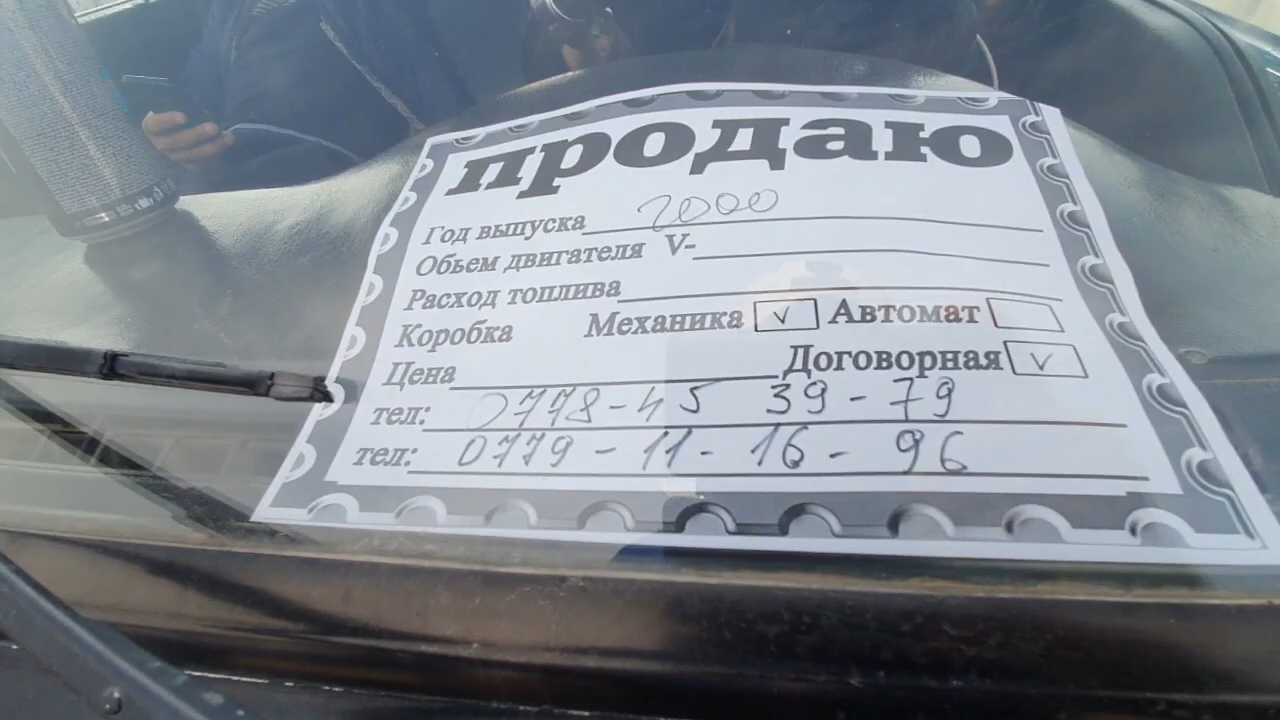 продаю
Год выпуска 2000
Обьем двигателя V-
Расход топлива
Коробка Механика V Автомат
Цена Договорная V
тел: 0778-45 39-79
тел: 0779-11-16-96